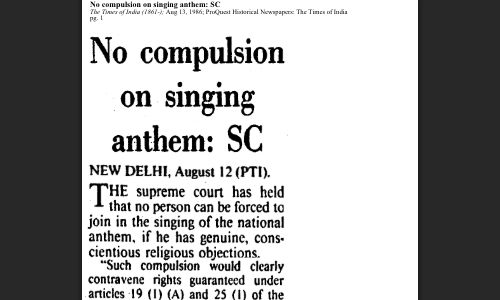 No compulsion on singing anthem: SC
The Times of India (1861-); Aug 13, 1986; ProQuest Historical Newspapers: The Times of India
pg. 1
No compulsion
on singing
anthem: SC
NEW DELHI, August 12 (PTI).
THE supreme court has held
that no person can be forced to
join in the singing of the national
anthem, if he has genuine, cons-
cientious religious objections.
"Such compulsion would clearly
contravene rights guaranteed under
articles 19 (1) (A) and 25 (1) of the